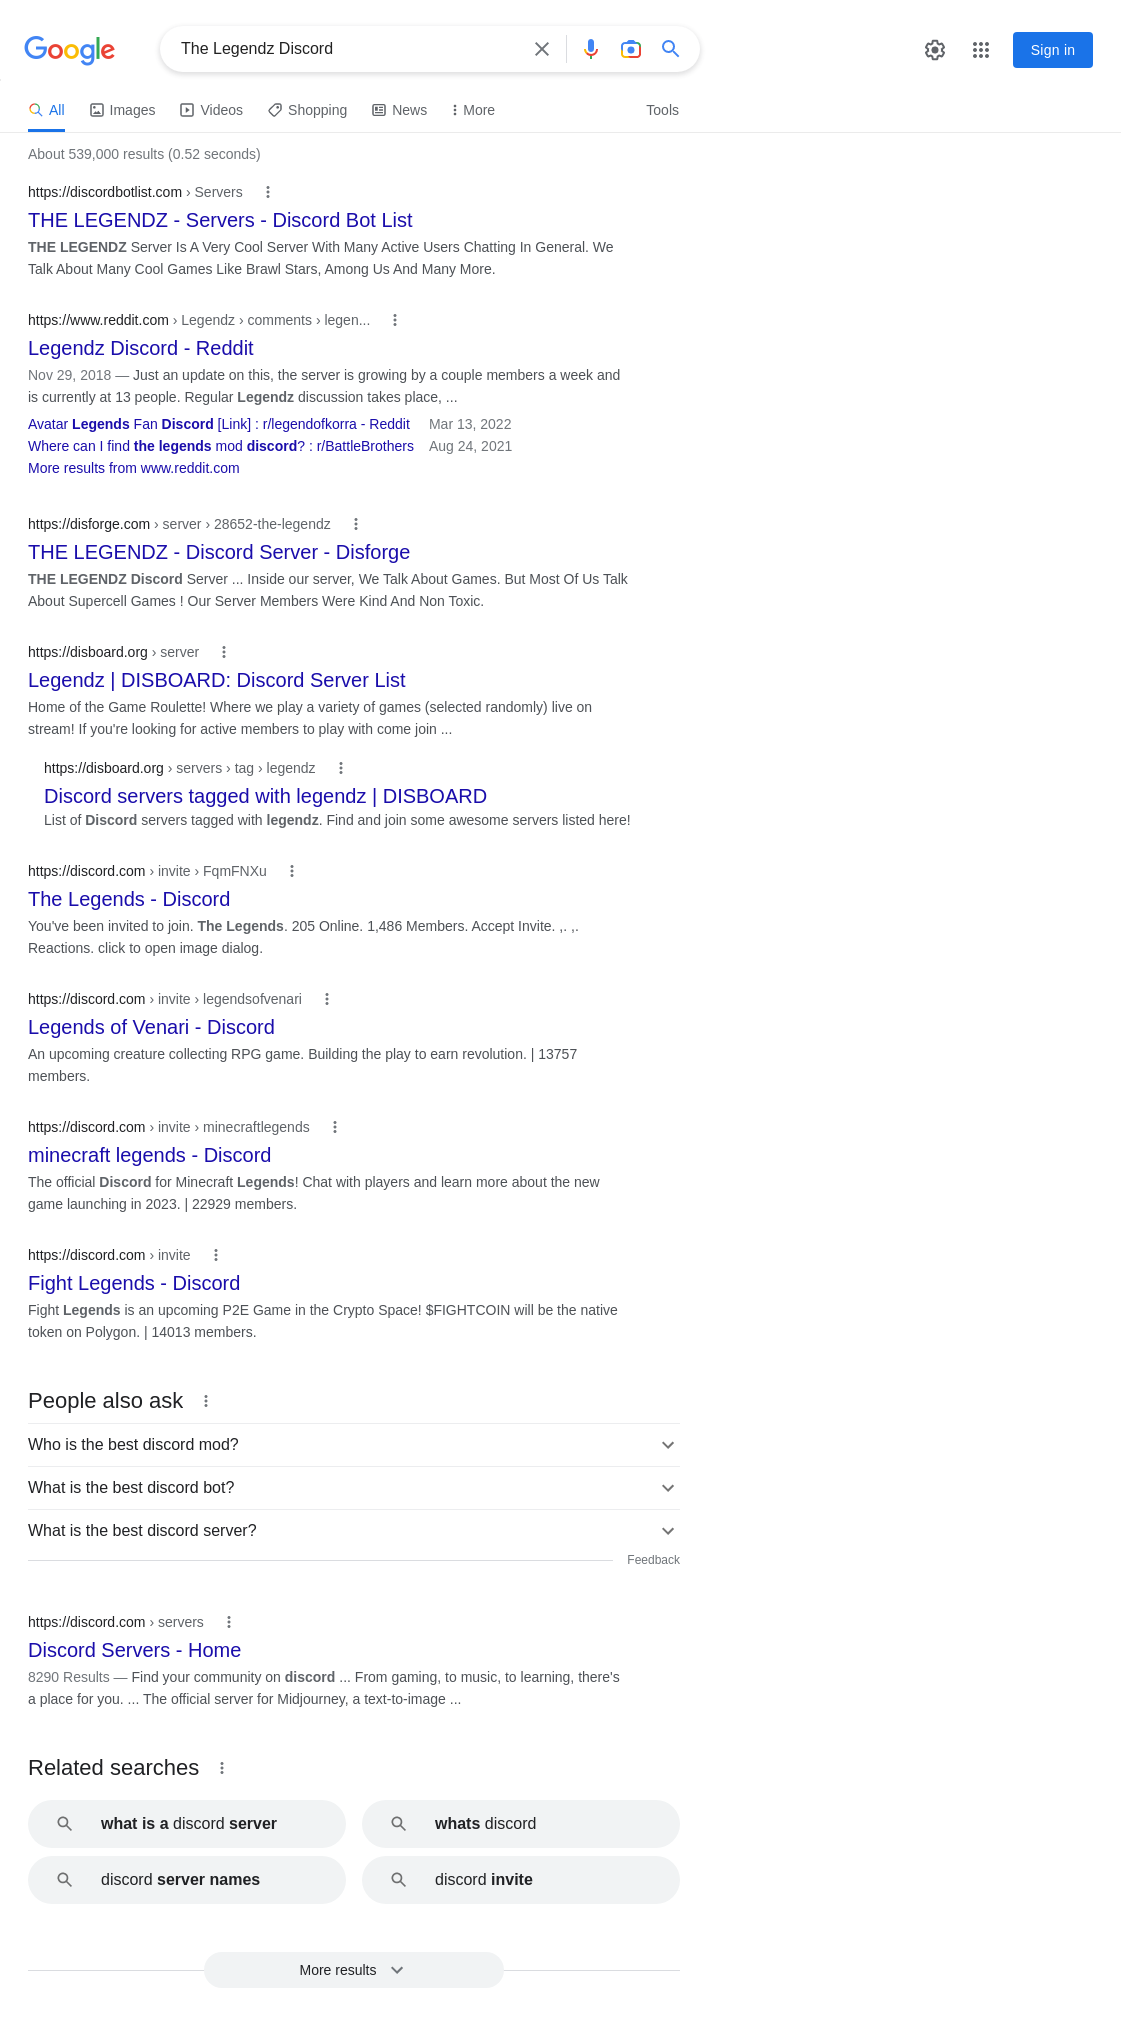 Google
The Legendz Discord
Sign in
All
Images
Videos
Shopping
News
More
Tools
About 539,000 results (0.52 seconds)
https://discordbotlist.com › Servers
THE LEGENDZ - Servers - Discord Bot List
THE LEGENDZ Server Is A Very Cool Server With Many Active Users Chatting In General. We
Talk About Many Cool Games Like Brawl Stars, Among Us And Many More.
https://www.reddit.com › Legendz › comments › legen...
Legendz Discord - Reddit
Nov 29, 2018 — Just an update on this, the server is growing by a couple members a week and
is currently at 13 people. Regular Legendz discussion takes place, ...
Avatar Legends Fan Discord [Link] : r/legendofkorra - Reddit Mar 13, 2022
Where can I find the legends mod discord? : r/BattleBrothers Aug 24, 2021
More results from www.reddit.com
https://disforge.com › server › 28652-the-legendz
THE LEGENDZ - Discord Server - Disforge
THE LEGENDZ Discord Server ... Inside our server, We Talk About Games. But Most Of Us Talk
About Supercell Games ! Our Server Members Were Kind And Non Toxic.
https://disboard.org › server
Legendz | DISBOARD: Discord Server List
Home of the Game Roulette! Where we play a variety of games (selected randomly) live on
stream! If you're looking for active members to play with come join ...
https://disboard.org › servers › tag › legendz
Discord servers tagged with legendz | DISBOARD
List of Discord servers tagged with legendz. Find and join some awesome servers listed here!
https://discord.com › invite › FqmFNXu
The Legends - Discord
You've been invited to join. The Legends. 205 Online. 1,486 Members. Accept Invite. ,. ,.
Reactions. click to open image dialog.
https://discord.com › invite › legendsofvenari
Legends of Venari - Discord
An upcoming creature collecting RPG game. Building the play to earn revolution. | 13757
members.
https://discord.com › invite › minecraftlegends
minecraft legends - Discord
The official Discord for Minecraft Legends! Chat with players and learn more about the new
game launching in 2023. | 22929 members.
https://discord.com › invite
Fight Legends - Discord
Fight Legends is an upcoming P2E Game in the Crypto Space! $FIGHTCOIN will be the native
token on Polygon. | 14013 members.
People also ask
Who is the best discord mod?
What is the best discord bot?
What is the best discord server?
Feedback
https://discord.com › servers
Discord Servers - Home
8290 Results — Find your community on discord ... From gaming, to music, to learning, there's
a place for you. ... The official server for Midjourney, a text-to-image ...
Related searches
what is a discord server
whats discord
discord server names
discord invite
More results